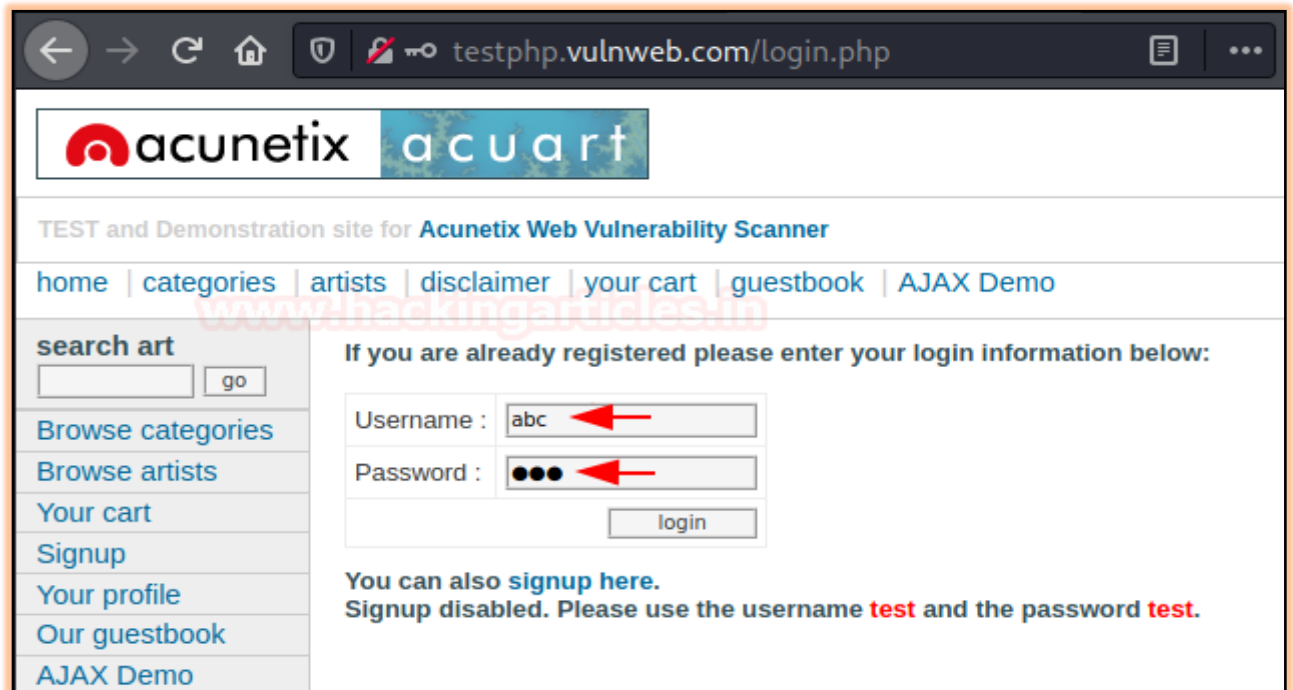 testphp.vulnweb.com/login.php
acunetix acuart
TEST and Demonstration site for Acunetix Web Vulnerability Scanner
home | categories | artists | disclaimer | your cart | guestbook | AJAX Demo
www.hackingarticles.in
search art
go
Browse categories
Browse artists
Your cart
Signup
Your profile
Our guestbook
AJAX Demo
If you are already registered please enter your login information below:
Username : abc
Password : ●●●
login
You can also signup here.
Signup disabled. Please use the username test and the password test.